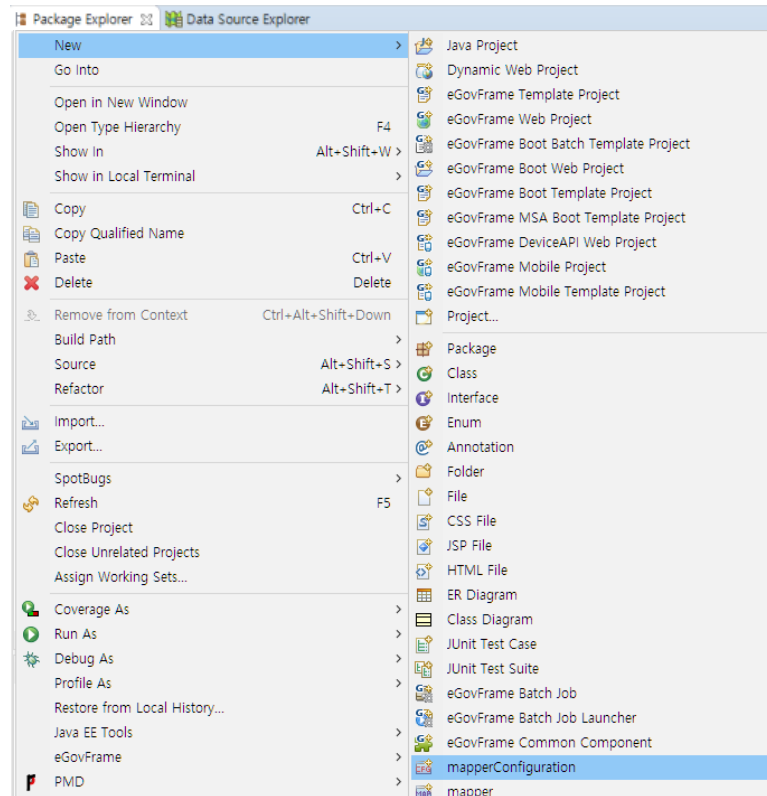 Package Explorer
Data Source Explorer
New
Go Into
Open in New Window
Open Type Hierarchy F4
Show In Alt+Shift+W
Show in Local Terminal
Copy Ctrl+C
Copy Qualified Name
Paste Ctrl+V
Delete Delete
Remove from Context Ctrl+Alt+Shift+Down
Build Path
Source Alt+Shift+S
Refactor Alt+Shift+T
Import...
Export...
SpotBugs
Refresh F5
Close Project
Close Unrelated Projects
Assign Working Sets...
Coverage As
Run As
Debug As
Profile As
Restore from Local History...
Java EE Tools
eGovFrame
PMD
Java Project
Dynamic Web Project
eGovFrame Template Project
eGovFrame Web Project
eGovFrame Boot Batch Template Project
eGovFrame Boot Web Project
eGovFrame Boot Template Project
eGovFrame MSA Boot Template Project
eGovFrame DeviceAPI Web Project
eGovFrame Mobile Project
eGovFrame Mobile Template Project
Project...
Package
Class
Interface
Enum
Annotation
Folder
File
CSS File
JSP File
HTML File
ER Diagram
Class Diagram
JUnit Test Case
JUnit Test Suite
eGovFrame Batch Job
eGovFrame Batch Job Launcher
eGovFrame Common Component
mapperConfiguration
mapper